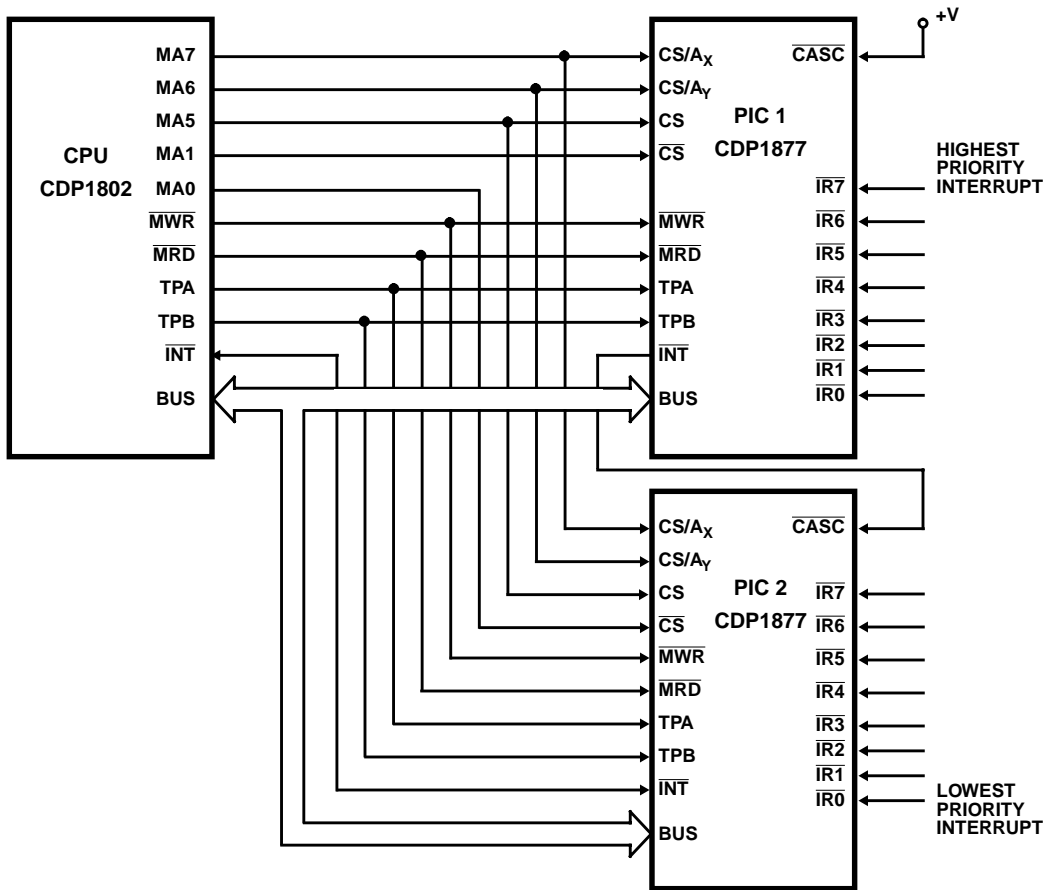 +V
MA7
MA6
MA5
MA1
MA0
MWR
MRD
TPA
TPB
INT
BUS
CPU
CDP1802
CS/AX
CS/AY
CS
CS
MWR
MRD
TPA
TPB
INT
BUS
PIC 1
CDP1877
CASC
IR7
IR6
IR5
IR4
IR3
IR2
IR1
IR0
HIGHEST
PRIORITY
INTERRUPT
CS/AX
CS/AY
CS
CS
MWR
MRD
TPA
TPB
INT
BUS
PIC 2
CDP1877
CASC
IR7
IR6
IR5
IR4
IR3
IR2
IR1
IR0
LOWEST
PRIORITY
INTERRUPT